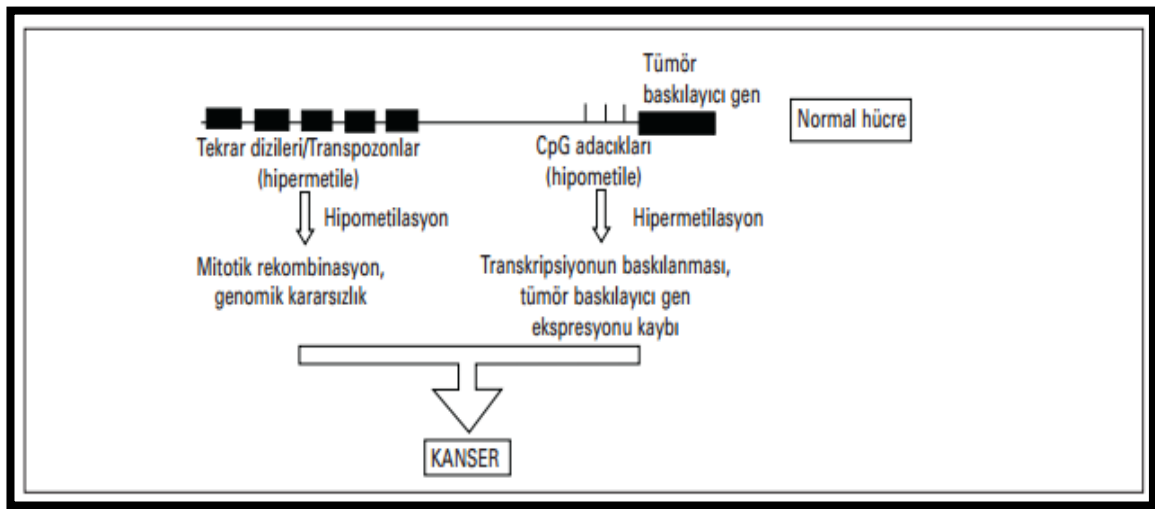 Tümör
baskılayıcı gen
Normal hücre
Tekrar dizileri/Transpozonlar
(hipermetile)
CpG adacıkları
(hipometile)
Hipometilasyon
Hipermetilasyon
Mitotik rekombinasyon,
genomik kararsızlık
Transkripsiyonun baskılanması,
tümör baskılayıcı gen
ekspresyonu kaybı
KANSER